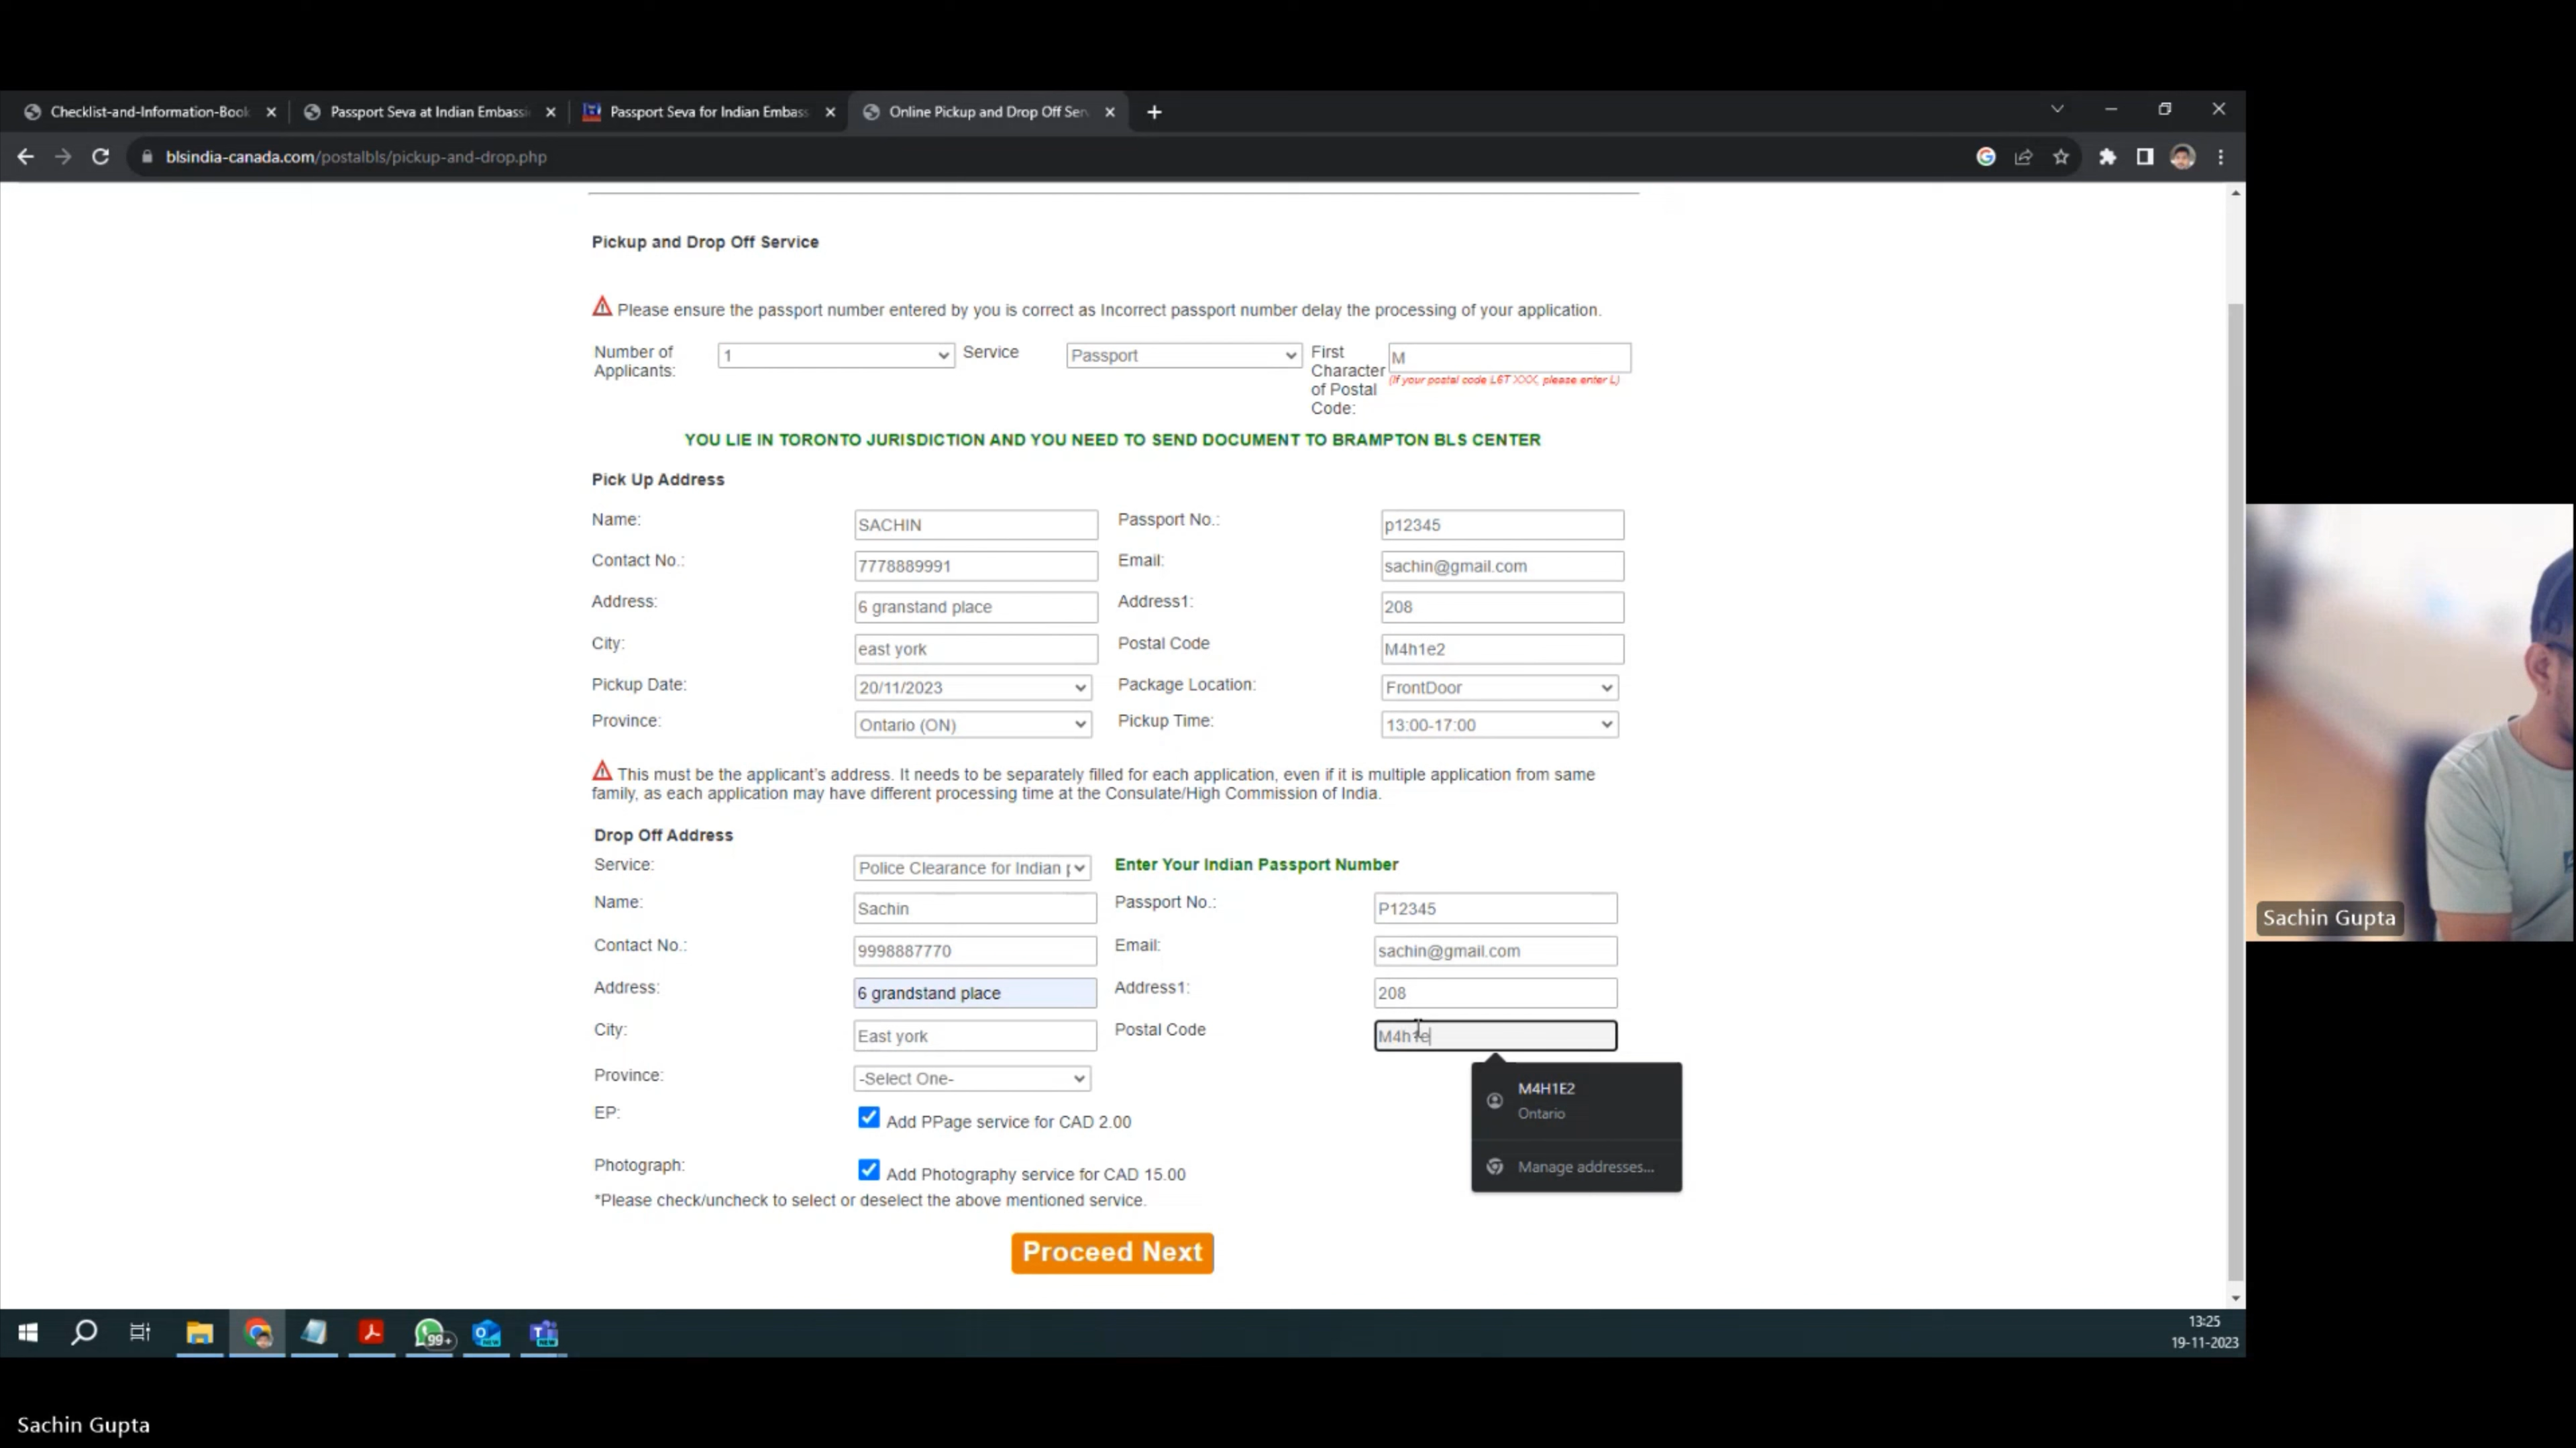 Checklist-and-Information-Book
Passport Seva at Indian Embassi
Passport Seva for Indian Embass
Online Pickup and Drop Off Serv
blsindia-canada.com/postalbls/pickup-and-drop.php
Pickup and Drop Off Service
Please ensure the passport number entered by you is correct as Incorrect passport number delay the processing of your application.
Number of Applicants: 1 Service Passport First Character of Postal Code: M
(If your postal code L6T XXX, please enter L)
YOU LIE IN TORONTO JURISDICTION AND YOU NEED TO SEND DOCUMENT TO BRAMPTON BLS CENTER
Pick Up Address
Name: SACHIN Passport No.: p12345
Contact No.: 7778889991 Email: sachin@gmail.com
Address: 6 granstand place Address1: 208
City: east york Postal Code M4h1e2
Pickup Date: 20/11/2023 Package Location: FrontDoor
Province: Ontario (ON) Pickup Time: 13:00-17:00
This must be the applicant's address. It needs to be separately filled for each application, even if it is multiple application from same
family, as each application may have different processing time at the Consulate/High Commission of India.
Drop Off Address
Service: Police Clearance for Indian p Enter Your Indian Passport Number
Name: Sachin Passport No.: P12345
Contact No.: 9998887770 Email: sachin@gmail.com
Address: 6 grandstand place Address1: 208
City: East york Postal Code M4h1e
Province: -Select One-
M4H1E2
Ontario
Manage addresses...
EP: Add PPage service for CAD 2.00
Photograph: Add Photography service for CAD 15.00
*Please check/uncheck to select or deselect the above mentioned service.
Proceed Next
Sachin Gupta
99+
13:25
19-11-2023
Sachin Gupta